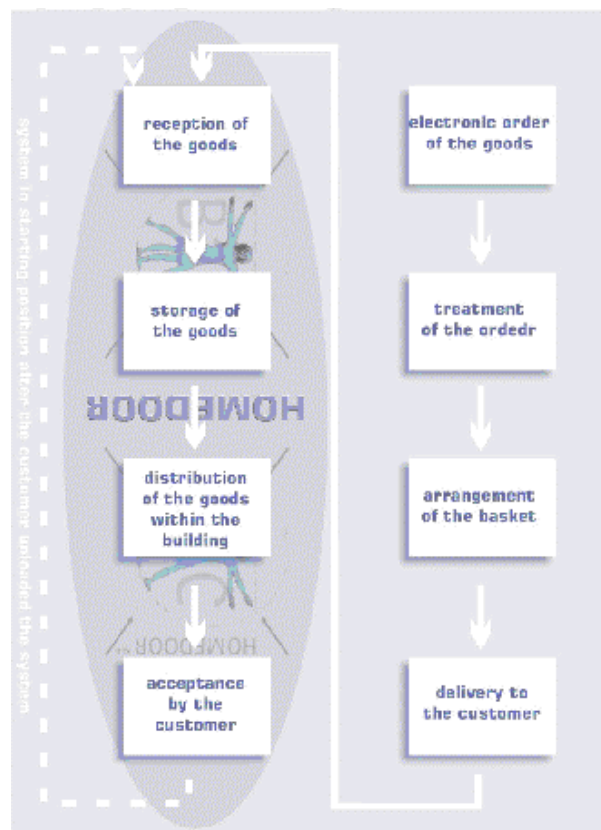 reception of
the goods
storage of
the goods
HOMEDOOR
distribution
of the goods
within the
building
HOMEDOOR
acceptance
by the
customer
electronic order
of the goods
treatment
of the ordedr
arrangement
of the basket
delivery to
the customer
system in starting position after the customer unloaded the system
B
C